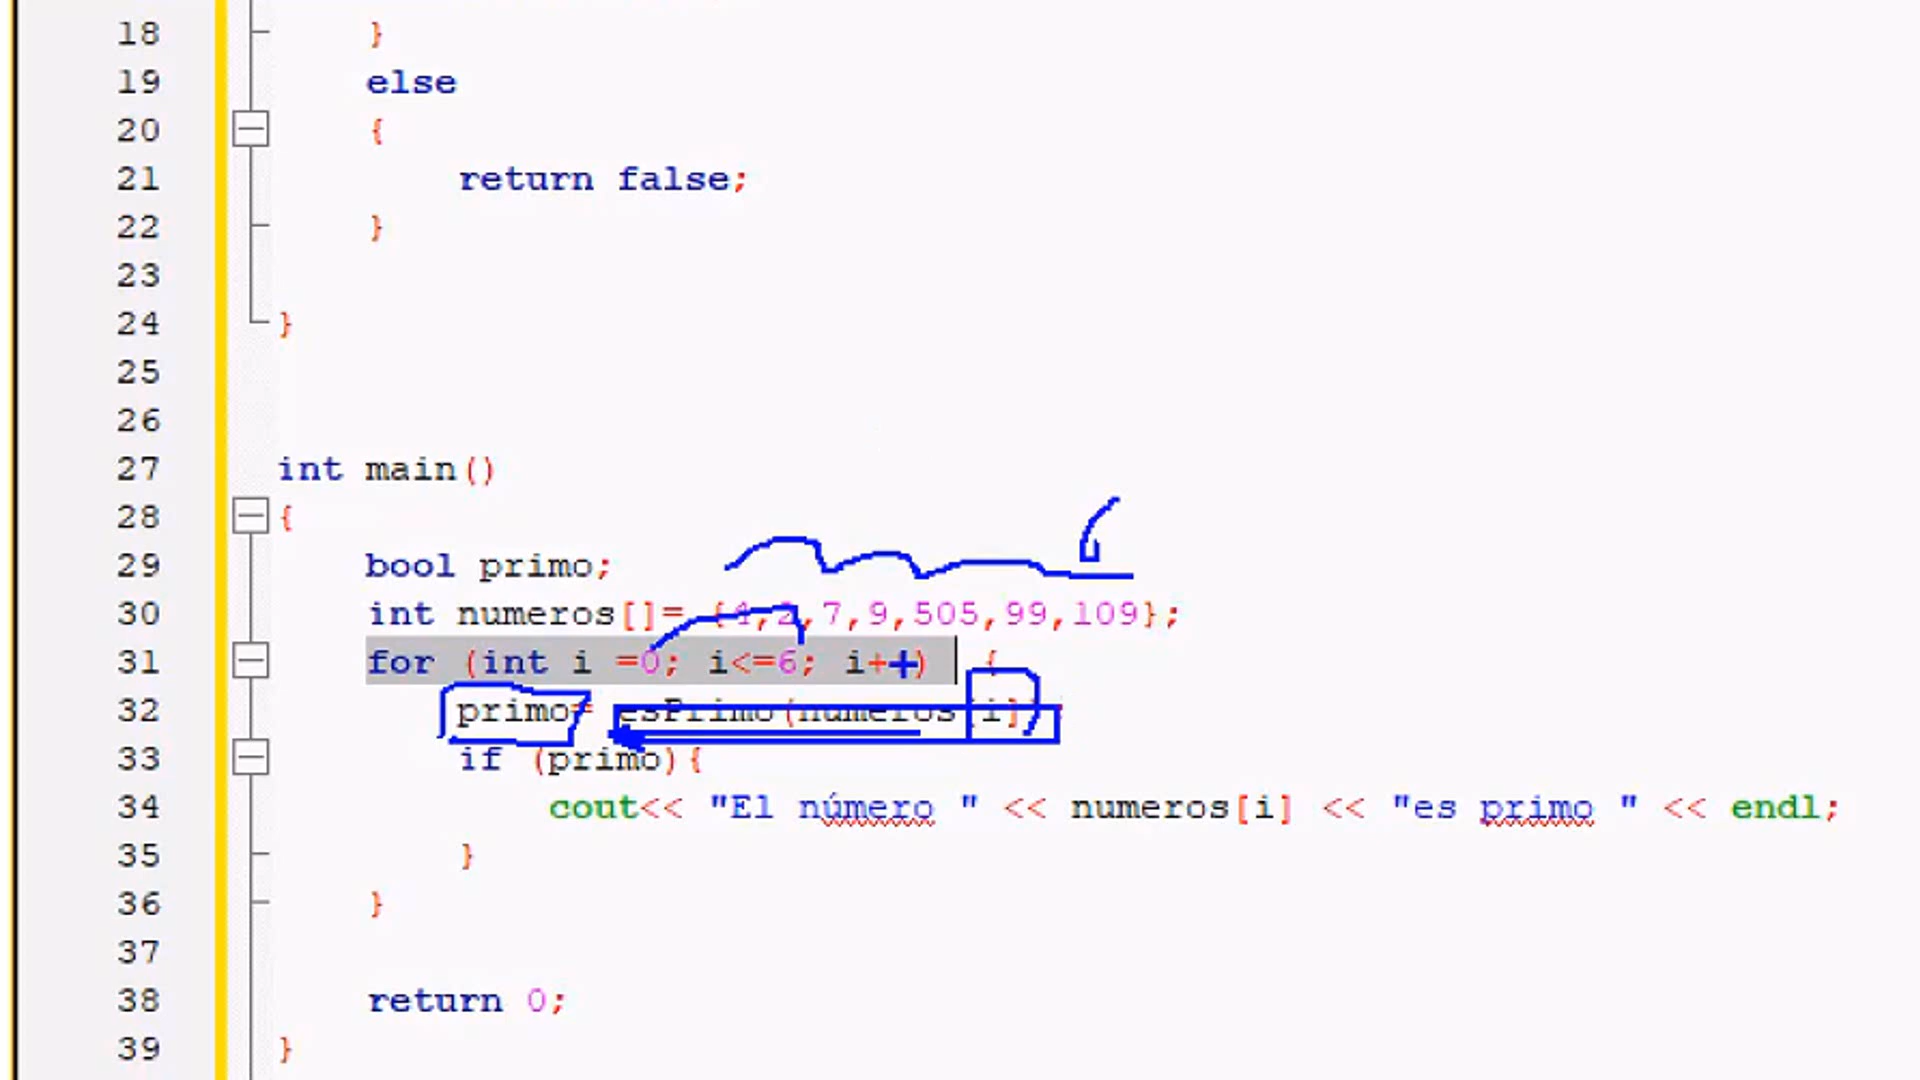 18 }
19 else
20 {
21 return false;
22 }
23
24 }
25
26
27 int main()
28 {
29 bool primo; 6
30 int numeros[]= {4,2,7,9,505,99,109};
31 for (int i =0; i<=6; i++) {
32 primo= esPrimo(numeros[i]);
33 if (primo){
34 cout<< "El número " << numeros[i] << "es primo " << endl;
35 }
36 }
37
38 return 0;
39 }